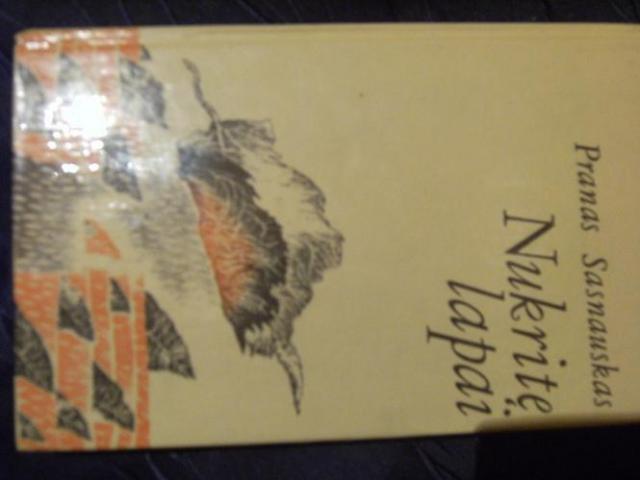 Pranas Sasnauskas
Nukritę
lapai